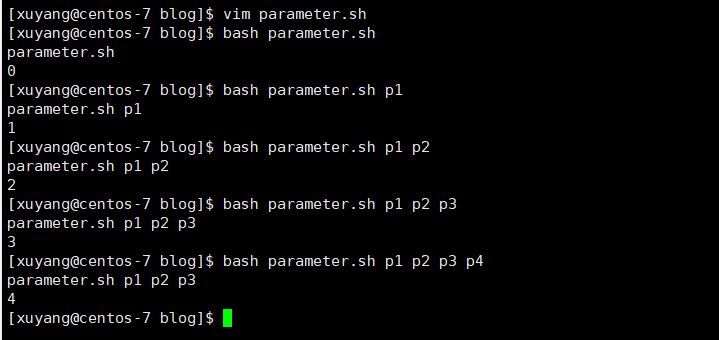 [xuyang@centos-7 blog]$ vim parameter.sh
[xuyang@centos-7 blog]$ bash parameter.sh
parameter.sh
0
[xuyang@centos-7 blog]$ bash parameter.sh p1
parameter.sh p1
1
[xuyang@centos-7 blog]$ bash parameter.sh p1 p2
parameter.sh p1 p2
2
[xuyang@centos-7 blog]$ bash parameter.sh p1 p2 p3
parameter.sh p1 p2 p3
3
[xuyang@centos-7 blog]$ bash parameter.sh p1 p2 p3 p4
parameter.sh p1 p2 p3
4
[xuyang@centos-7 blog]$